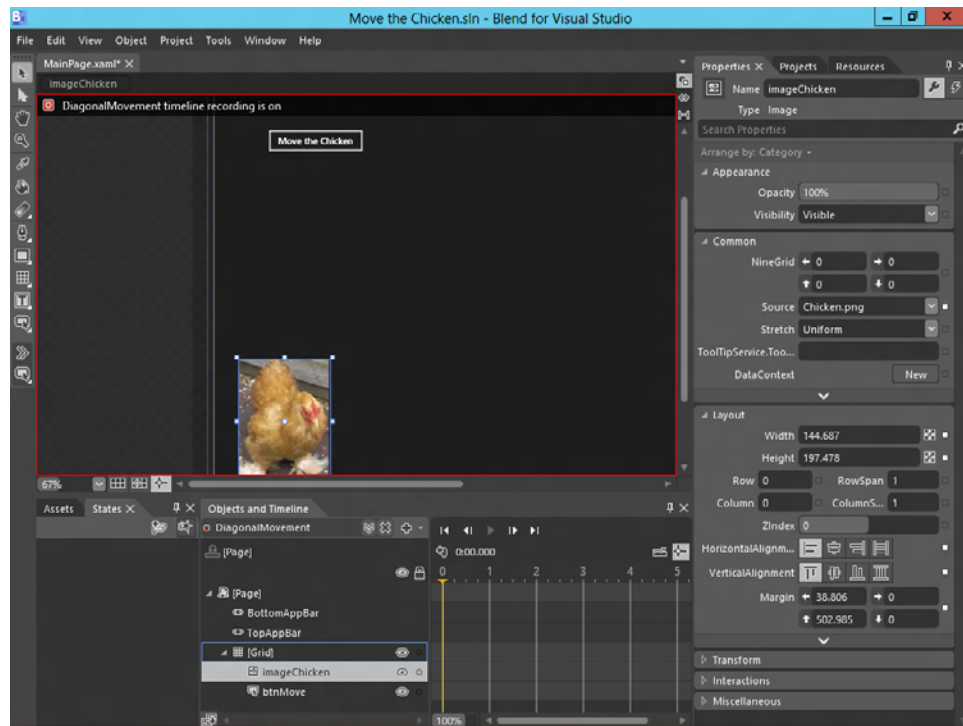 Move the Chicken.sln - Blend for Visual Studio
File Edit View Object Project Tools Window Help
MainPage.xaml* X
imageChicken
DiagonalMovement timeline recording is on
Move the Chicken
67%
Properties X Projects Resources
Name imageChicken
Type Image
Search Properties
Arrange by: Category
Appearance
Opacity 100%
Visibility Visible
Common
NineGrid 0 0
0 0
Source Chicken.png
Stretch Uniform
ToolTipService.Too...
DataContext New
Layout
Width 144.687
Height 197.478
Row 0 RowSpan 1
Column 0 ColumnS... 1
ZIndex 0
HorizontalAlignm...
VerticalAlignment
Margin 38.806 0
502.985 0
Transform
Interactions
Miscellaneous
Assets States X
Objects and Timeline
DiagonalMovement
[Page] 0:00.000
0 1 2 3 4 5
[Page]
BottomAppBar
TopAppBar
[Grid]
imageChicken
btnMove
100%